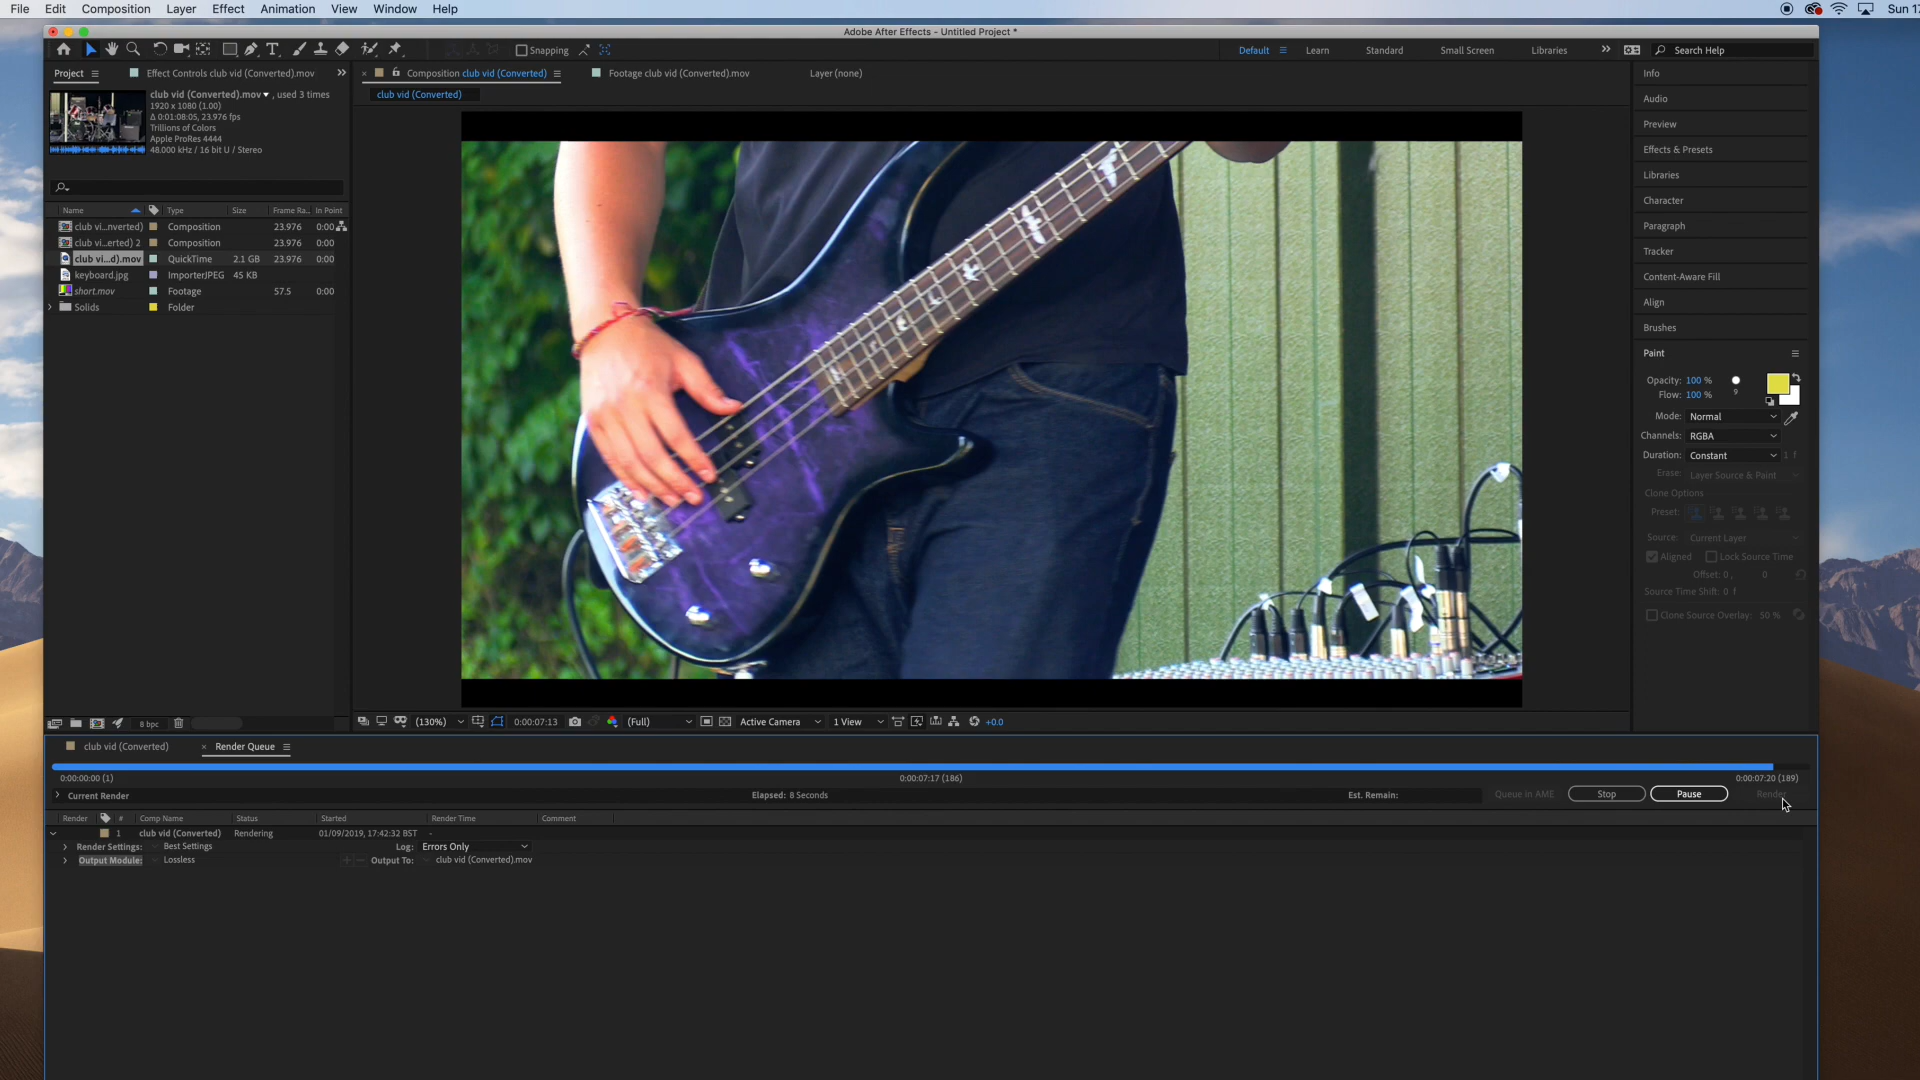 File Edit Composition Layer Effect Animation View Window Help Sun 17
Adobe After Effects - Untitled Project *
Snapping Default Learn Standard Small Screen Libraries Search Help
Project Effect Controls club vid (Converted).mov Composition club vid (Converted) Footage club vid (Converted).mov Layer (none) Info
club vid (Converted).mov , used 3 times club vid (Converted)
1920 x 1080 (1.00)
Δ 0:01:08:05, 23.976 fps
Trillions of Colors
Apple ProRes 4444
48.000 kHz / 16 bit U / Stereo
Audio
Preview
Effects & Presets
Libraries
Character
Paragraph
Tracker
Content-Aware Fill
Align
Brushes
Paint
Name Type Size Frame Ra.. In Point
club vi...nverted) Composition 23.976 0:00
club vi...erted) 2 Composition 23.976 0:00
club vi...d).mov QuickTime 2.1 GB 23.976 0:00
keyboard.jpg ImporterJPEG 45 KB
short.mov Footage 57.5 0:00
Solids Folder
Opacity: 100 %
Flow: 100 % 9
Mode: Normal
Channels: RGBA
Duration: Constant 1 f
Erase: Layer Source & Paint
Clone Options
Preset:
Source: Current Layer
Aligned Lock Source Time
Offset: 0 , 0
Source Time Shift: 0 f
Clone Source Overlay: 50 %
8 bpc (130%) 0:00:07:13 (Full) Active Camera 1 View +0.0
club vid (Converted) × Render Queue
0:00:00:00 (1) 0:00:07:17 (186) 0:00:07:20 (189)
Current Render Elapsed: 8 Seconds Est. Remain: Queue in AME Stop Pause Render
Render # Comp Name Status Started Render Time Comment
1 club vid (Converted) Rendering 01/09/2019, 17:42:32 BST -
Render Settings: Best Settings Log: Errors Only
Output Module: Lossless + – Output To: club vid (Converted).mov